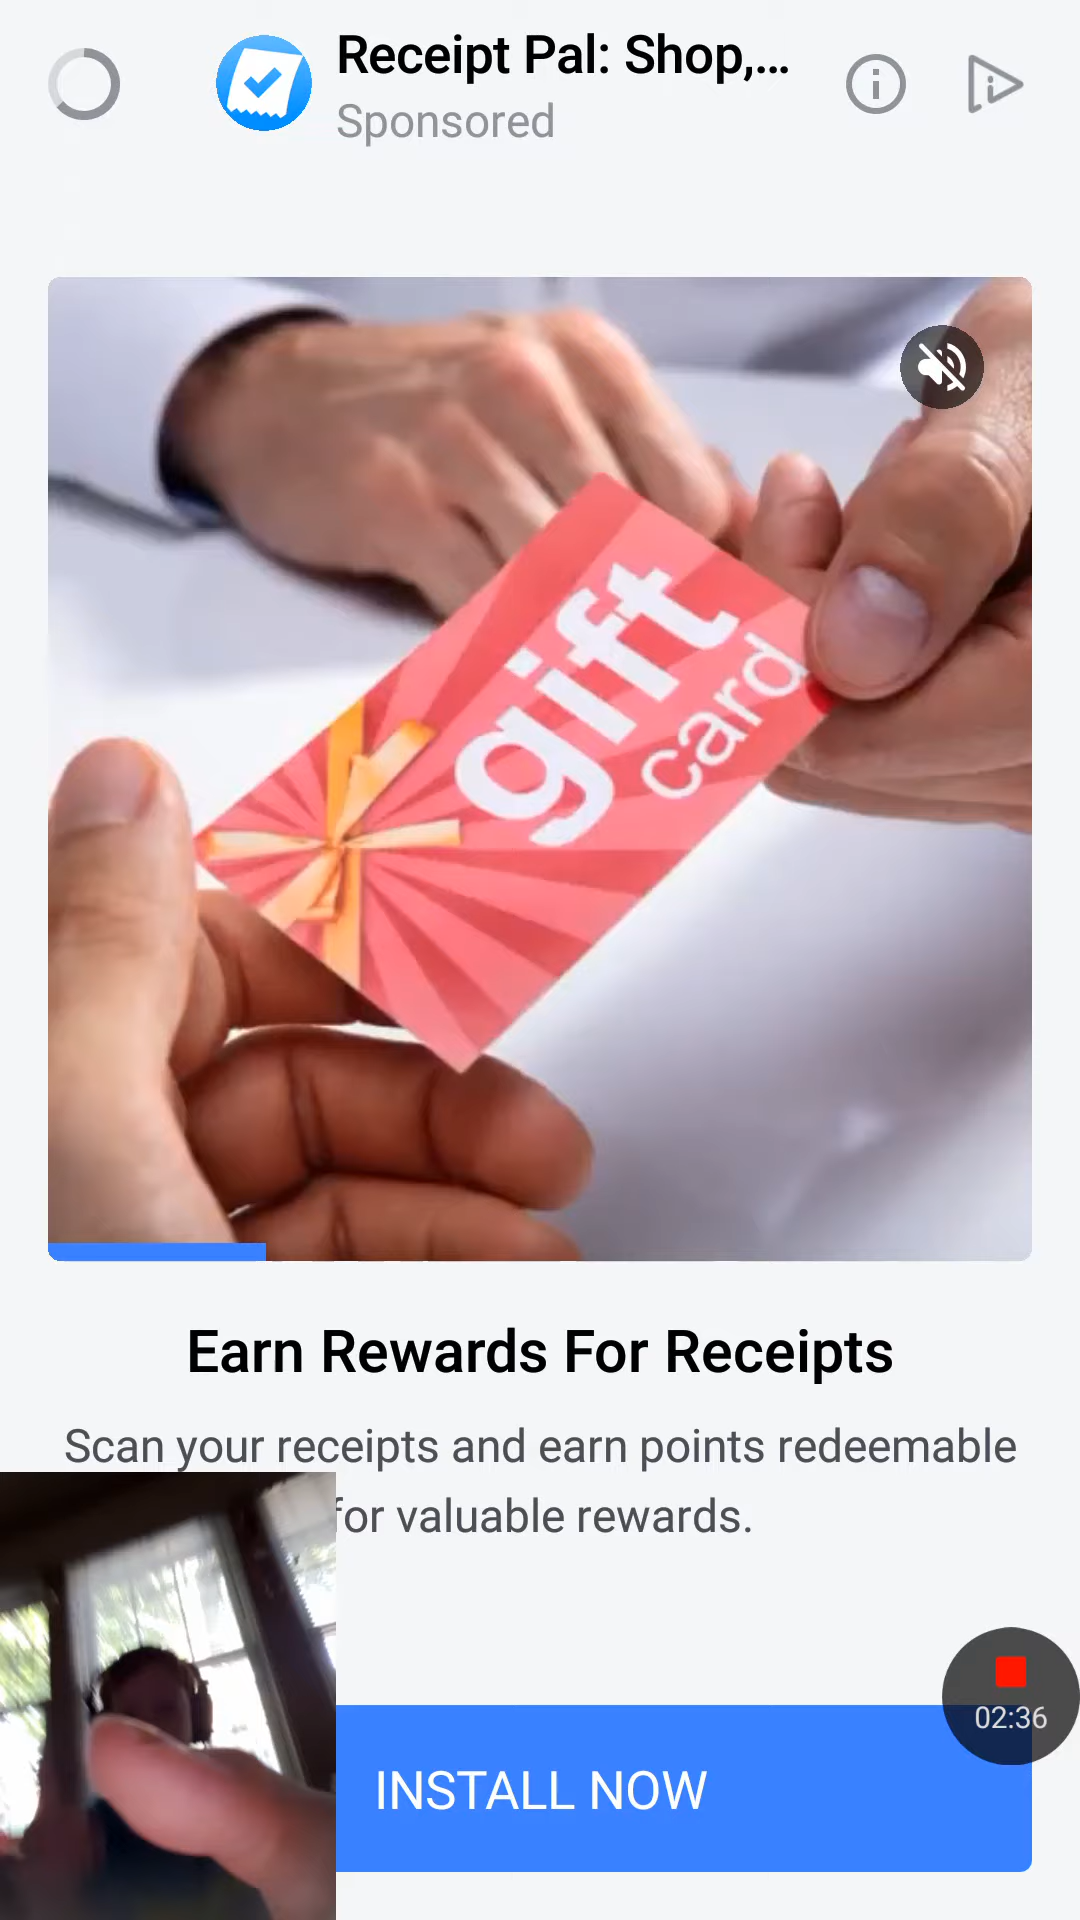 Receipt Pal: Shop,...
Sponsored
gift
card
Earn Rewards For Receipts
Scan your receipts and earn points redeemable
for valuable rewards.
02:36
INSTALL NOW